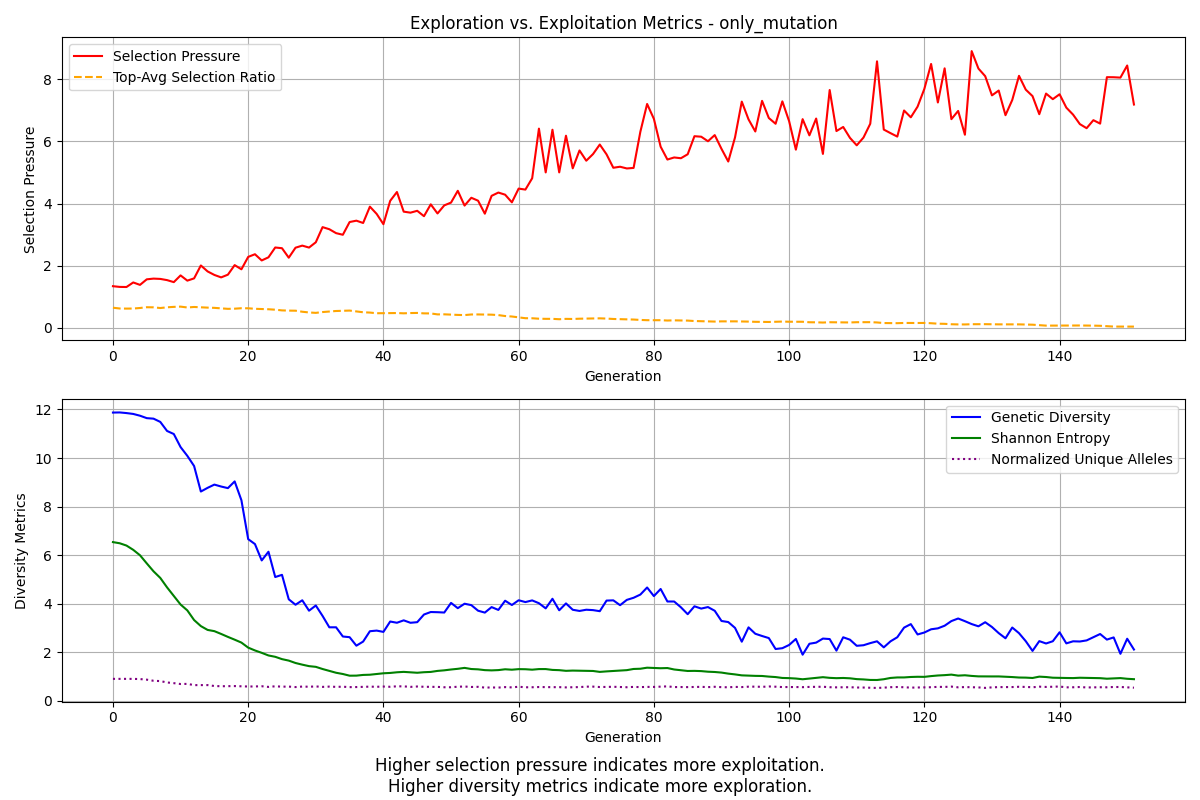 Exploration vs. Exploitation Metrics - only_mutation
Selection Pressure
Top-Avg Selection Ratio
Selection Pressure
8
6
4
2
0
0 20 40 60 80 100 120 140
Generation
Genetic Diversity
Shannon Entropy
Normalized Unique Alleles
Diversity Metrics
12
10
8
6
4
2
0
0 20 40 60 80 100 120 140
Generation
Higher selection pressure indicates more exploitation.
Higher diversity metrics indicate more exploration.